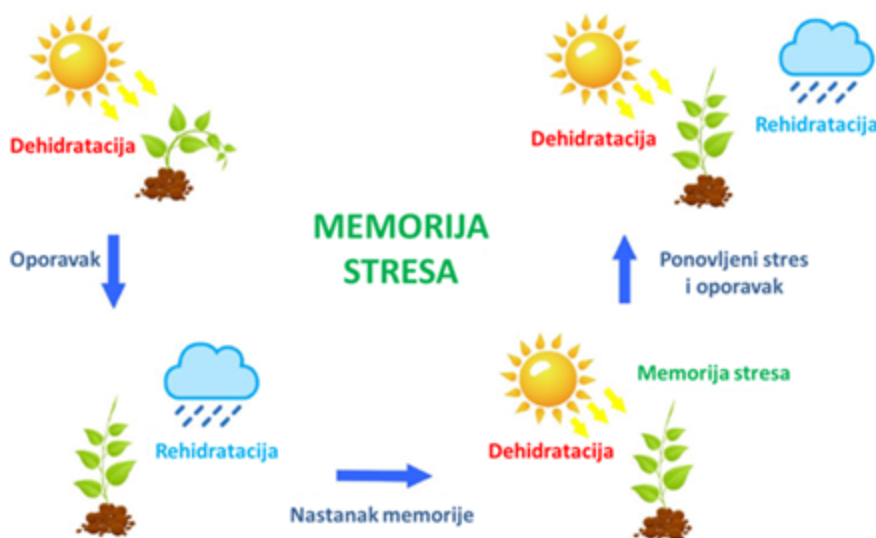 Dehidratacija
Oporavak
Rehidratacija
Nastanak memorije
MEMORIJA
STRESA
Dehidratacija
Memorija stresa
Ponovljeni stres
i oporavak
Dehidratacija
Rehidratacija